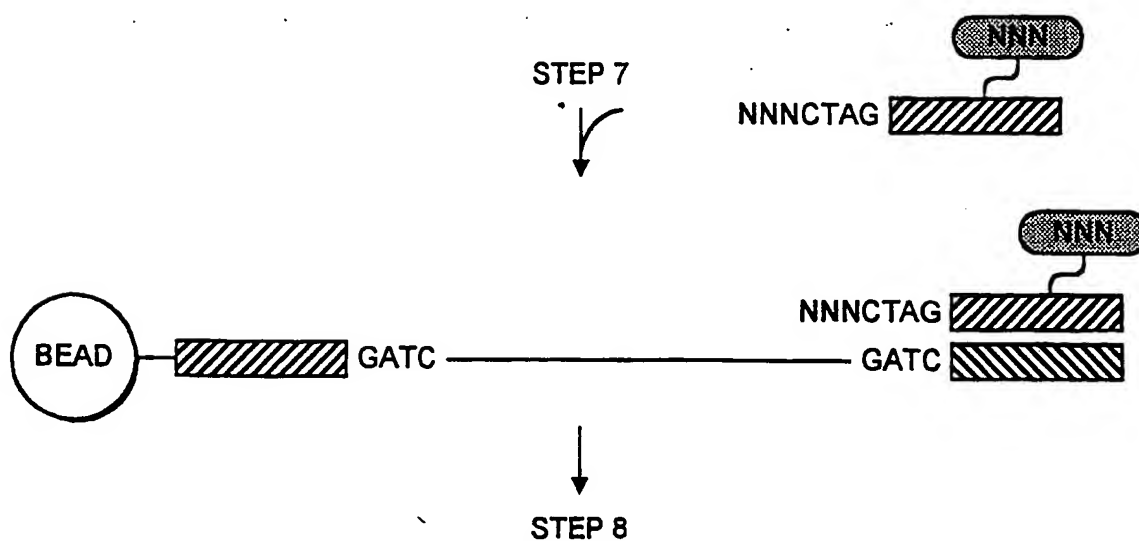 NNN
STEP 7
NNNCTAG
NNN
NNNCTAG
BEAD
GATC
GATC
STEP 8